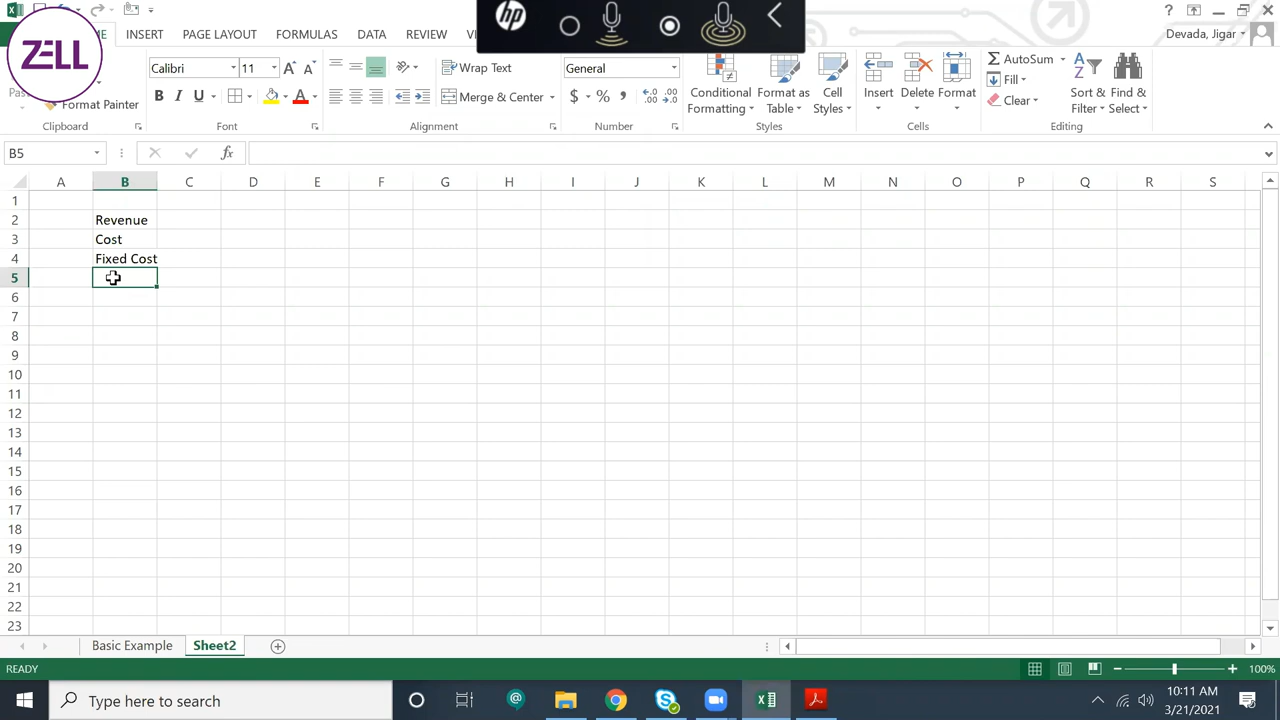 hp
Devada, Jigar
ZELL
INSERT PAGE LAYOUT FORMULAS DATA REVIEW
Calibri 11 Wrap Text General AutoSum
Format Painter B I U Merge & Center $ % , Conditional Formatting Format as Table Cell Styles Insert Delete Format Fill Clear Sort & Filter Find & Select
Clipboard Font Alignment Number Styles Cells Editing
B5 fx
A B C D E F G H I J K L M N O P Q R S
1
2 Revenue
3 Cost
4 Fixed Cost
5
6
7
8
9
10
11
12
13
14
15
16
17
18
19
20
21
22
23
Basic Example Sheet2
READY 100%
Type here to search 10:11 AM
3/21/2021